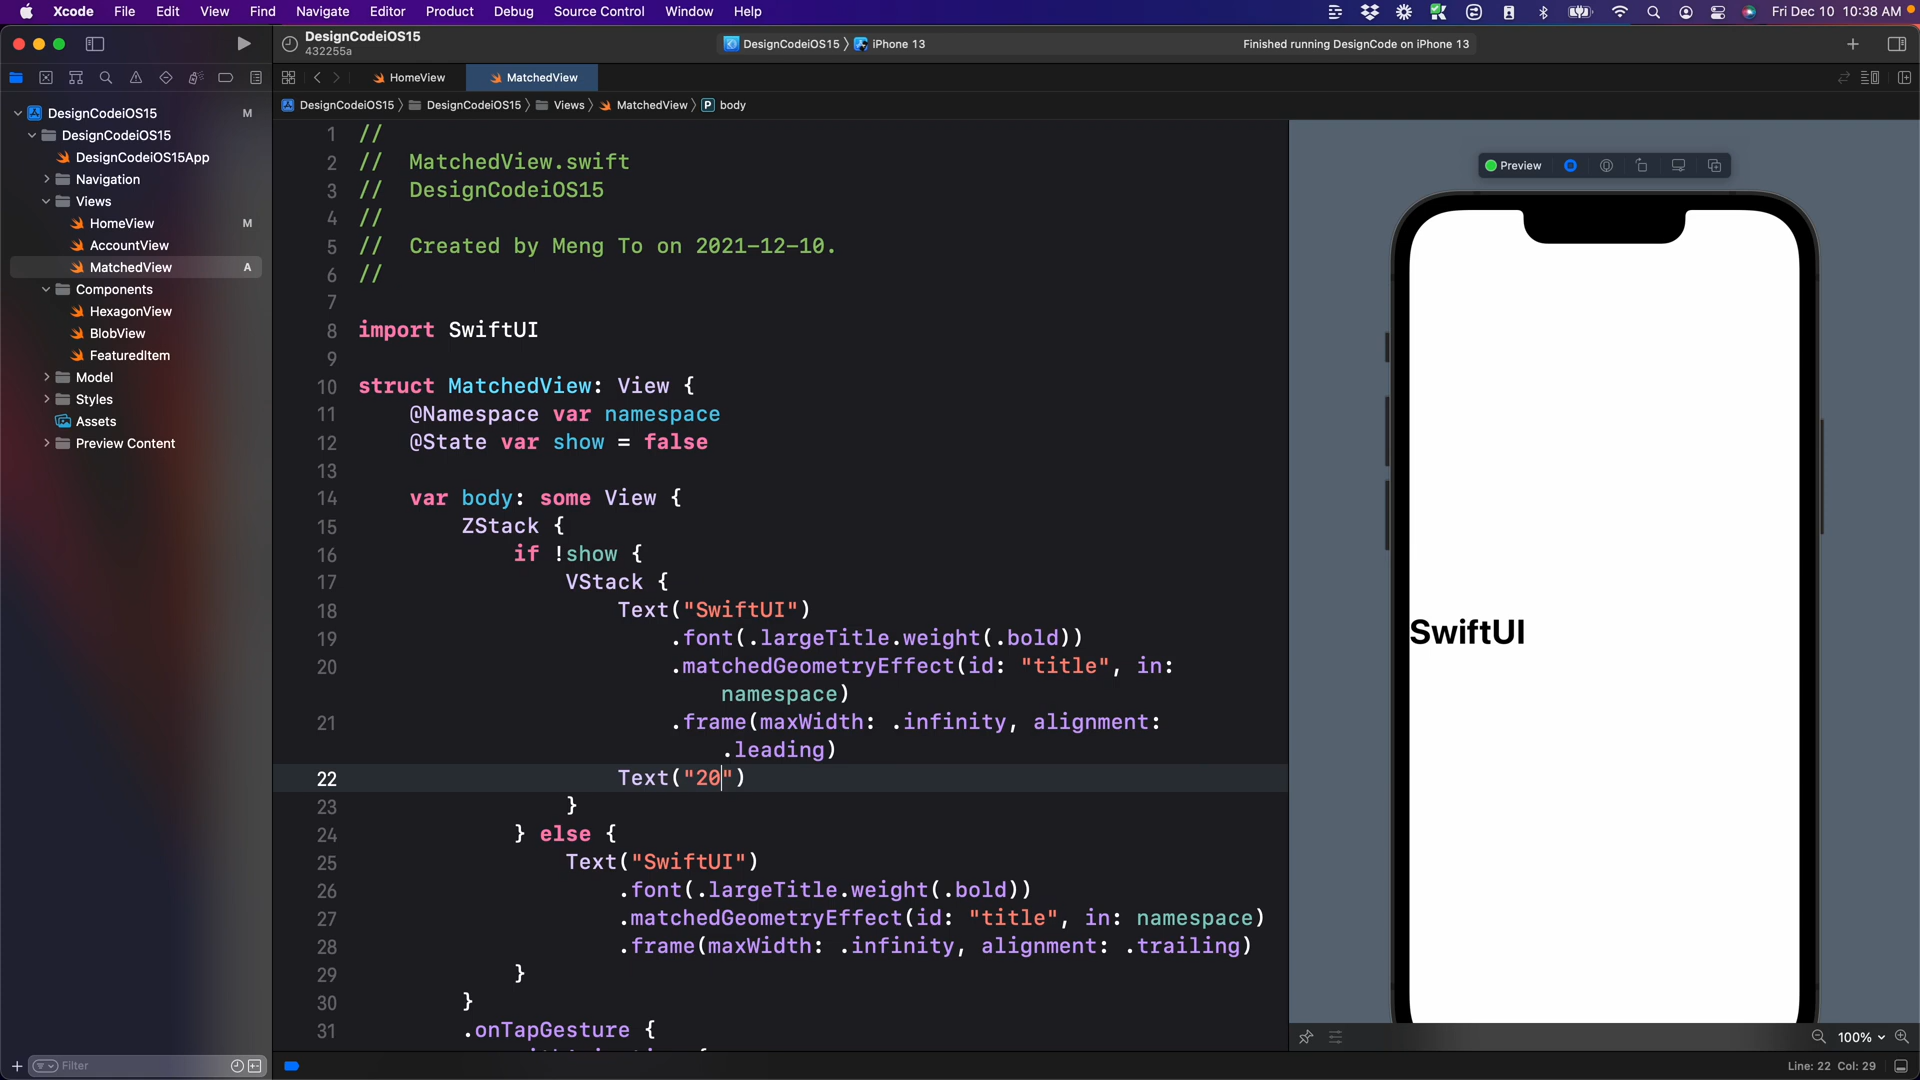 Xcode File Edit View Find Navigate Editor Product Debug Source Control Window Help Fri Dec 10 10:38 AM
DesignCodeiOS15
432255a
DesignCodeiOS15 iPhone 13
Finished running DesignCode on iPhone 13
HomeView
MatchedView
DesignCodeiOS15 DesignCodeiOS15 Views MatchedView P body
DesignCodeiOS15 M
DesignCodeiOS15
DesignCodeiOS15App
Navigation
Views
HomeView M
AccountView
MatchedView A
Components
HexagonView
BlobView
FeaturedItem
Model
Styles
Assets
Preview Content
Filter
1 //
2 // MatchedView.swift
3 // DesignCodeiOS15
4 //
5 // Created by Meng To on 2021-12-10.
6 //
7
8 import SwiftUI
9
10 struct MatchedView: View {
11 @Namespace var namespace
12 @State var show = false
13
14 var body: some View {
15 ZStack {
16 if !show {
17 VStack {
18 Text("SwiftUI")
19 .font(.largeTitle.weight(.bold))
20 .matchedGeometryEffect(id: "title", in:
namespace)
21 .frame(maxWidth: .infinity, alignment:
.leading)
22 Text("20")
23 }
24 } else {
25 Text("SwiftUI")
26 .font(.largeTitle.weight(.bold))
27 .matchedGeometryEffect(id: "title", in: namespace)
28 .frame(maxWidth: .infinity, alignment: .trailing)
29 }
30 }
31 .onTapGesture {
Preview
SwiftUI
100%
Line: 22 Col: 29